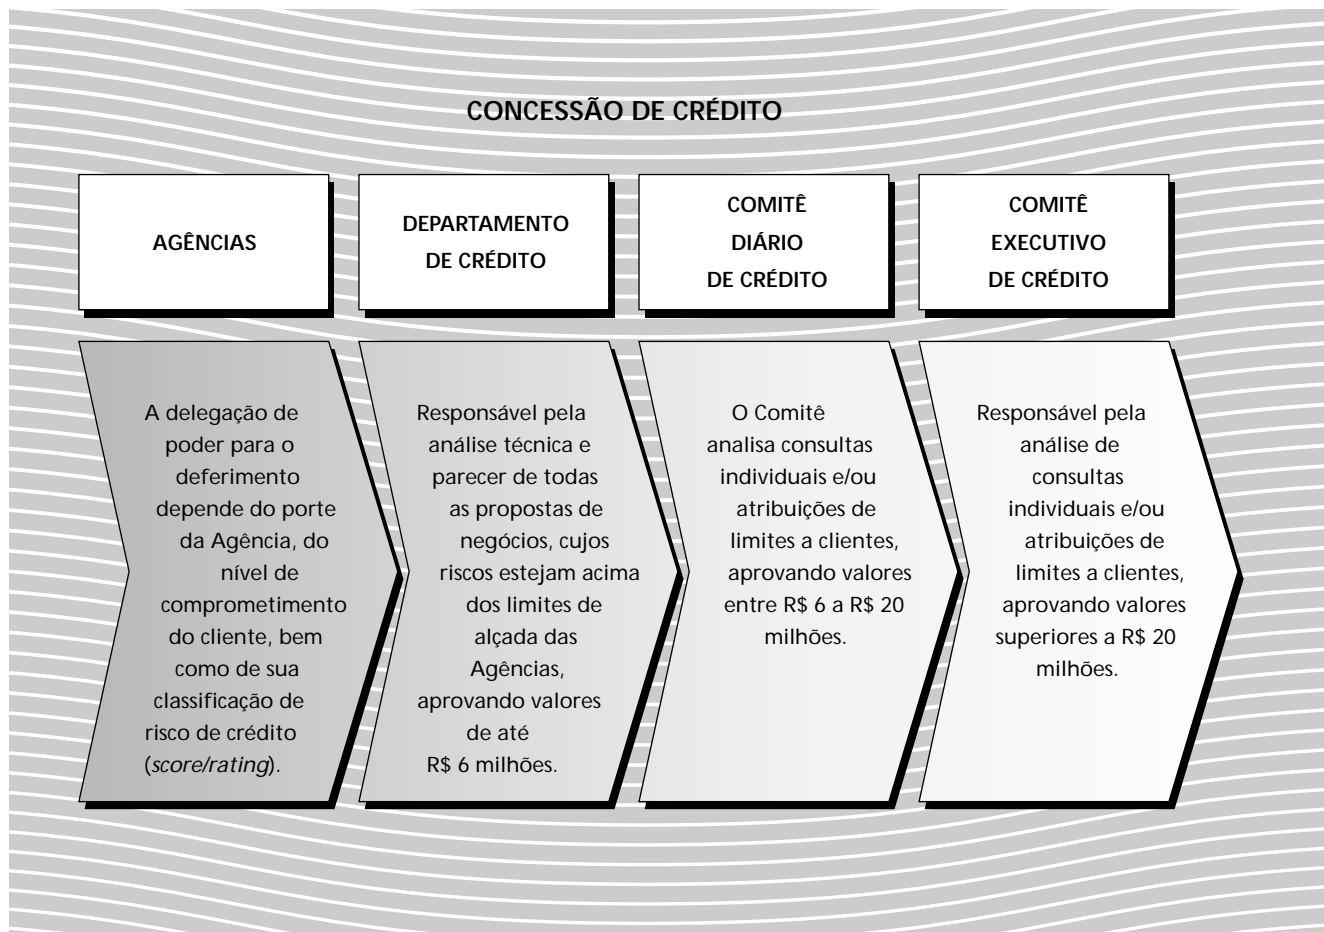 CONCESSÃO DE CRÉDITO
AGÊNCIAS
DEPARTAMENTO
DE CRÉDITO
COMITÊ
DIÁRIO
DE CRÉDITO
COMITÊ
EXECUTIVO
DE CRÉDITO
A delegação de
poder para o
deferimento
depende do porte
da Agência, do
nível de
comprometimento
do cliente, bem
como de sua
classificação de
risco de crédito
(score/rating).
Responsável pela
análise técnica e
parecer de todas
as propostas de
negócios, cujos
riscos estejam acima
dos limites de
alçada das
Agências,
aprovando valores
de até
R$ 6 milhões.
O Comitê
analisa consultas
individuais e/ou
atribuições de
limites a clientes,
aprovando valores
entre R$ 6 a R$ 20
milhões.
Responsável pela
análise de
consultas
individuais e/ou
atribuições de
limites a clientes,
aprovando valores
superiores a R$ 20
milhões.